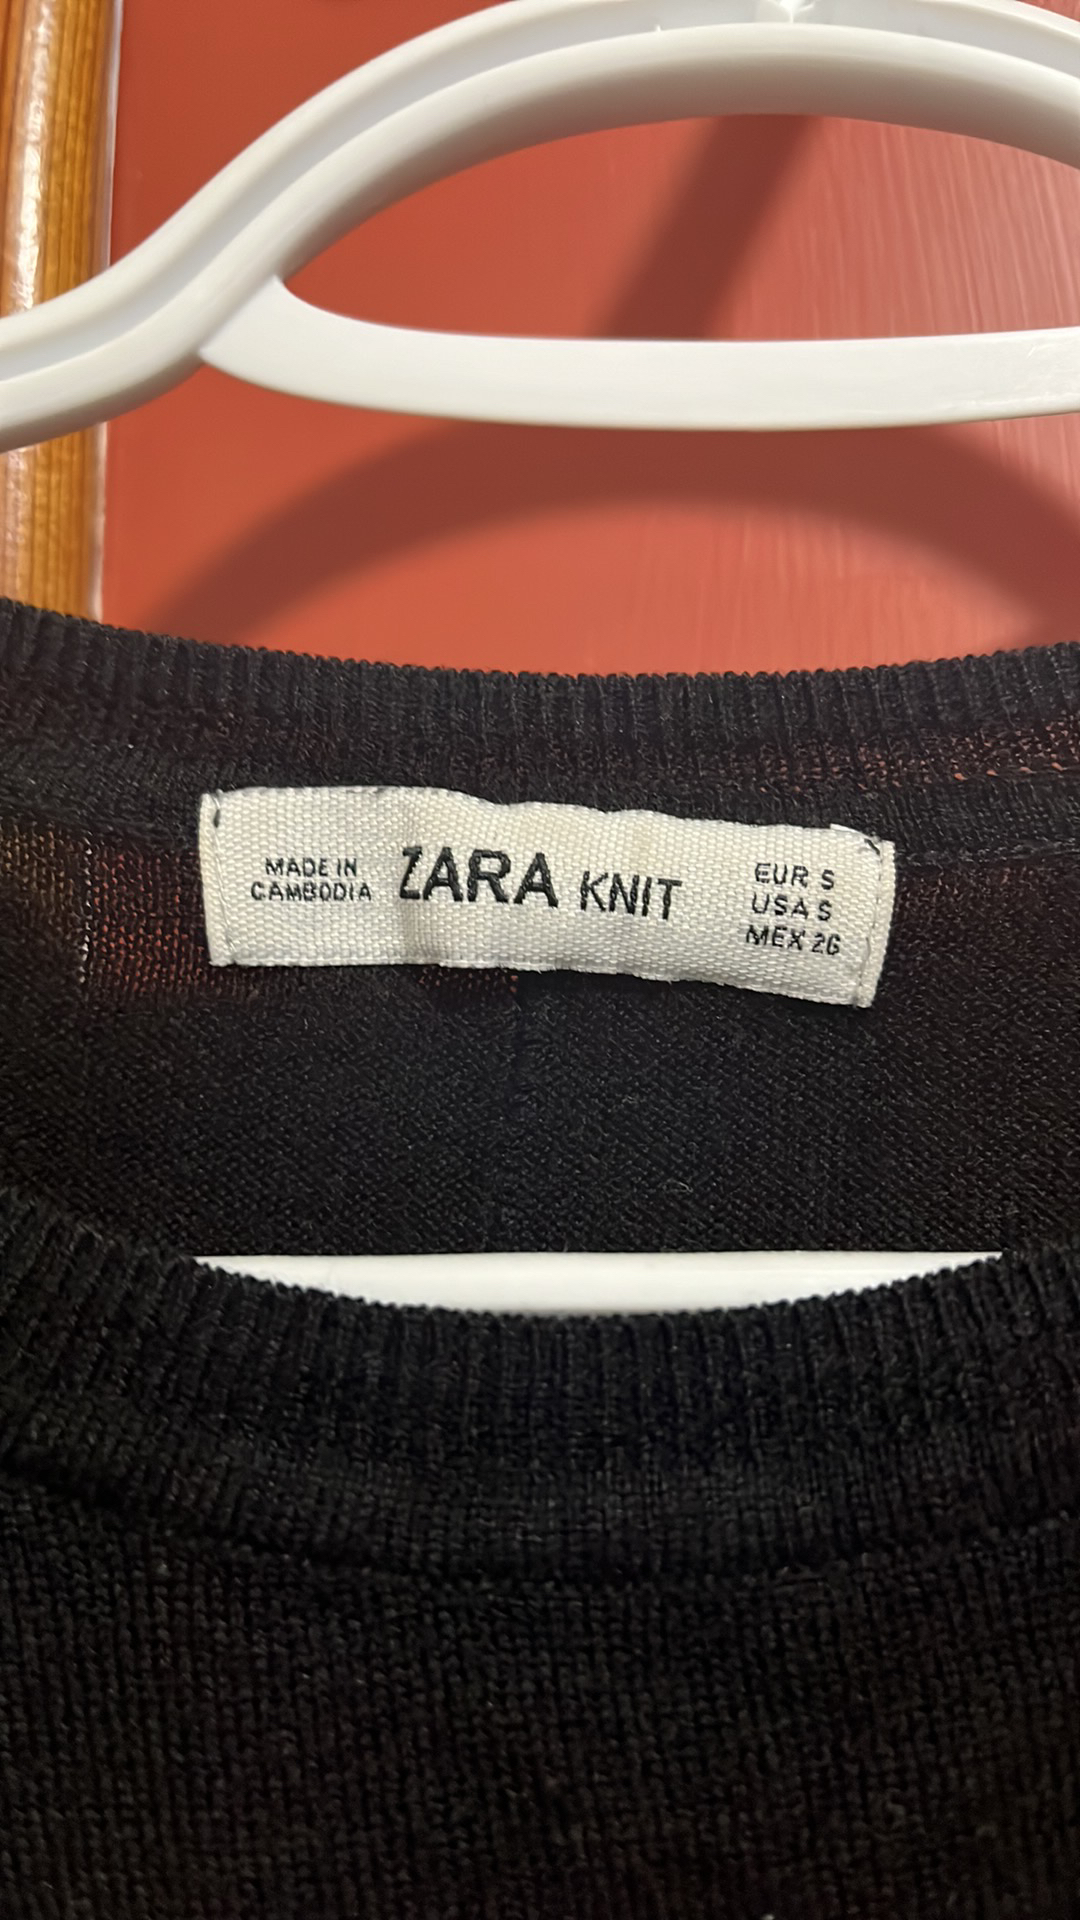 MADE IN
CAMBODIA
ZARA KNIT
EUR S
USA S
MEX 26